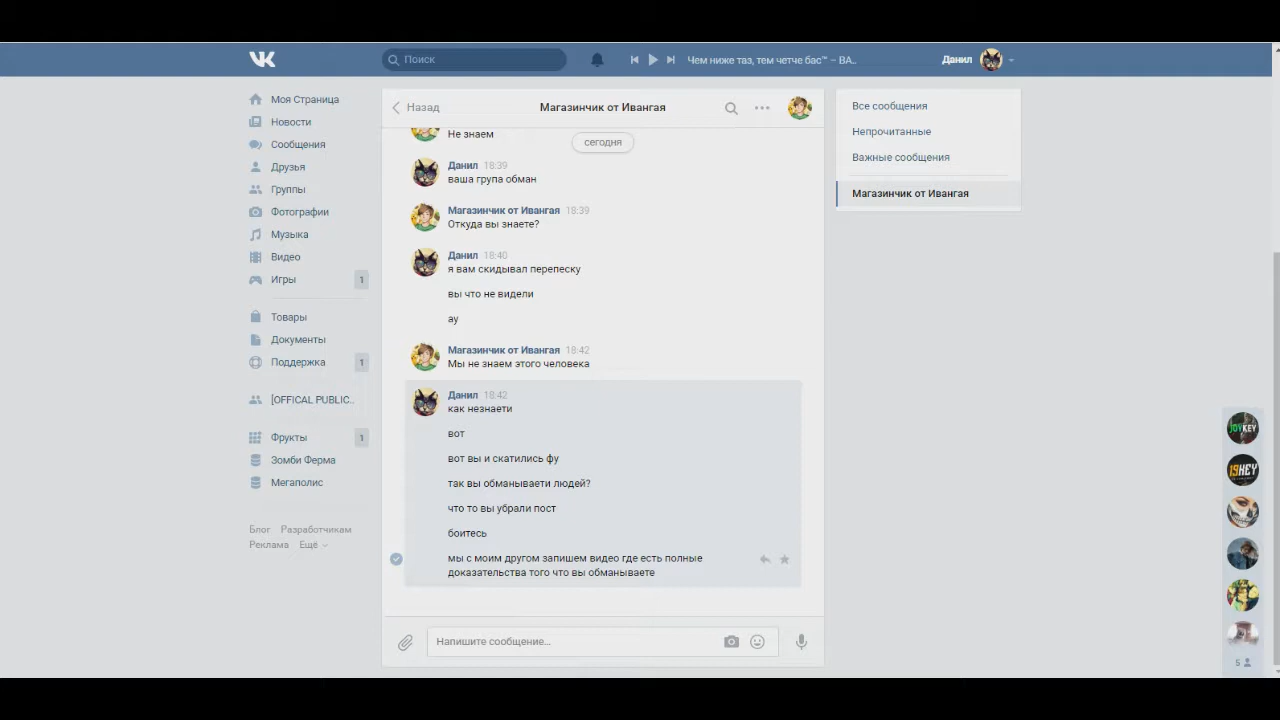 Поиск
Чем ниже таз, тем четче бас™ – BA..
Данил
Моя Страница
Новости
Сообщения
Друзья
Группы
Фотографии
Музыка
Видео
Игры 1
Товары
Документы
Поддержка 1
[OFFICAL PUBLIC..
Фрукты 1
Зомби Ферма
Мегаполис
Блог Разработчикам
Реклама Ещё
Назад
Магазинчик от Ивангая
Не знаем
сегодня
Данил 18:39
ваша група обман
Магазинчик от Ивангая 18:39
Откуда вы знаете?
Данил 18:40
я вам скидывал перепеску
вы что не видели
ау
Магазинчик от Ивангая 18:42
Мы не знаем этого человека
Данил 18:42
как незнаети
вот
вот вы и скатились фу
так вы обманываети людей?
что то вы убрали пост
боитесь
мы с моим другом запишем видео где есть полные
доказательства того что вы обманываете
Напишите сообщение...
Все сообщения
Непрочитанные
Важные сообщения
Магазинчик от Ивангая
JOYKEY
19KEY
5